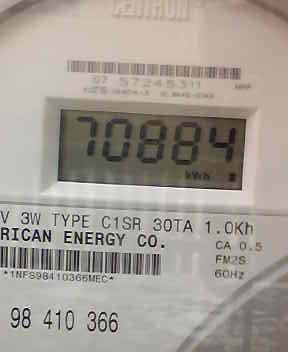 CENTRON
07 57245311
70884
kWh
V 3W TYPE C1SR 30TA 1.0Kh
RICAN ENERGY CO.
CA 0.5
FM2S
60Hz
*1NFS98410366MEC*
98 410 366